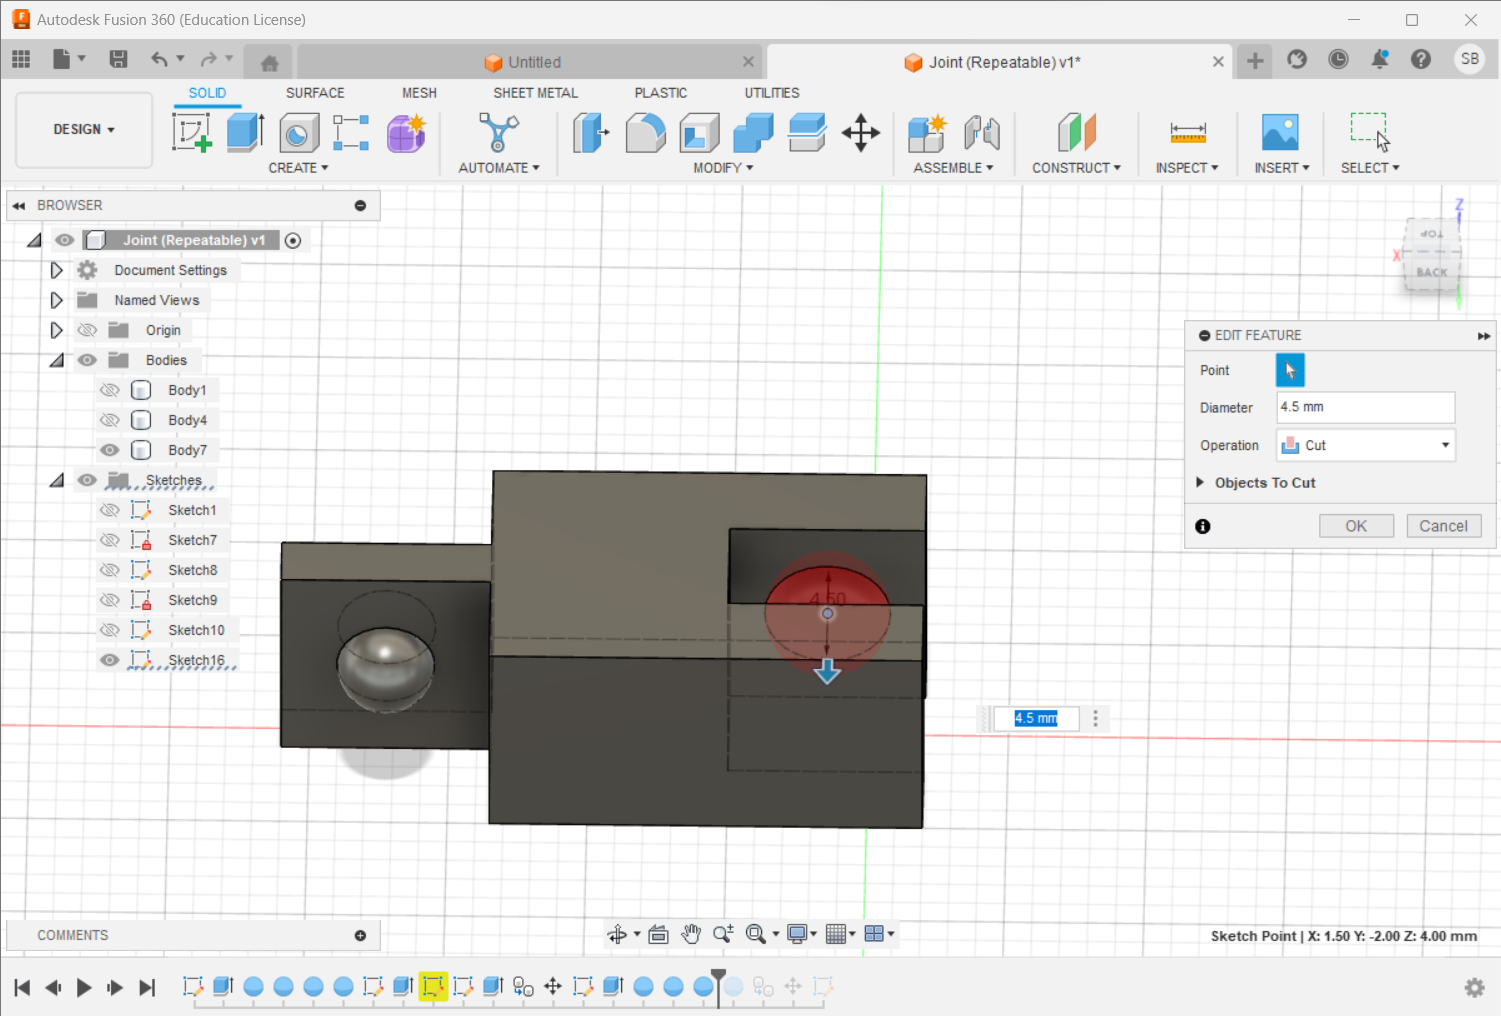 Autodesk Fusion 360 (Education License)
Untitled
Joint (Repeatable) v1*
SB
SOLID
SURFACE
MESH
SHEET METAL
PLASTIC
UTILITIES
DESIGN
CREATE
AUTOMATE
MODIFY
ASSEMBLE
CONSTRUCT
INSPECT
INSERT
SELECT
BROWSER
Joint (Repeatable) v1
Document Settings
Named Views
Origin
Bodies
Body1
Body4
Body7
Sketches
Sketch1
Sketch7
Sketch8
Sketch9
Sketch10
Sketch16
Z
TOP
X
BACK
EDIT FEATURE
Point
Diameter
4.5 mm
Operation
Cut
Objects To Cut
OK
Cancel
4.50
4.5 mm
COMMENTS
Sketch Point | X: 1.50 Y: -2.00 Z: 4.00 mm